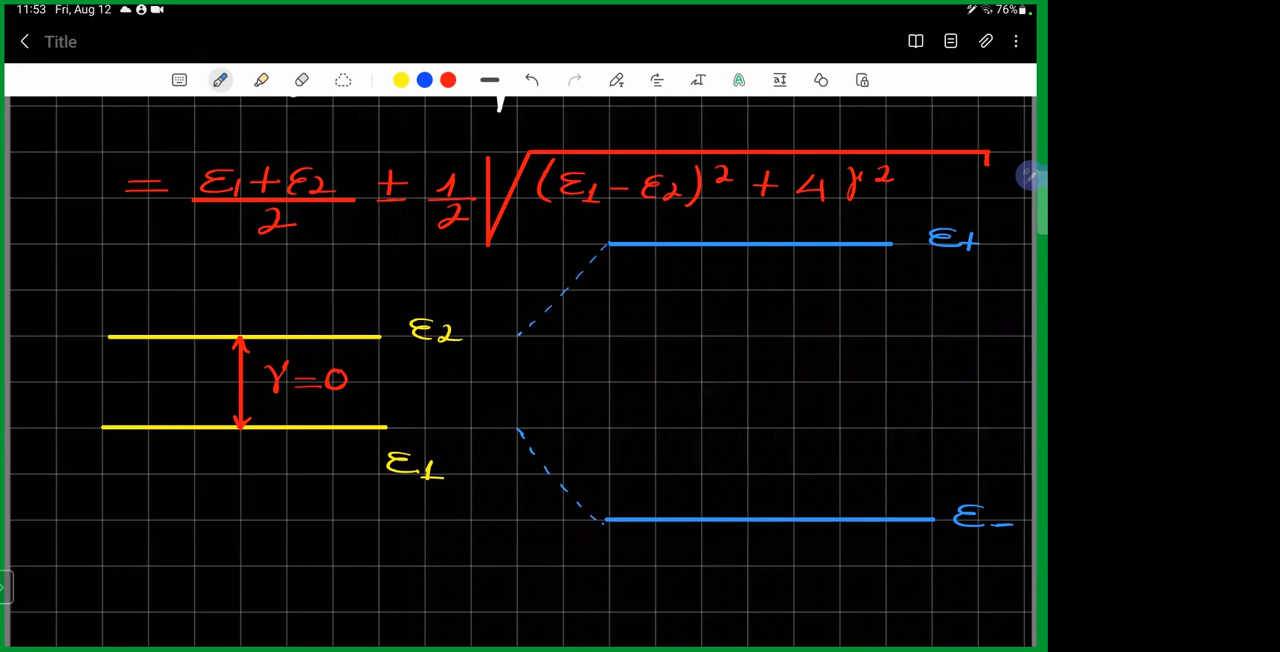 11:53 Fri, Aug 12
76%
Title
= ε1+ε2/2 ± 1/2 √(ε1-ε2)² + 4γ²
ε+
ε2
γ=0
ε1
ε-